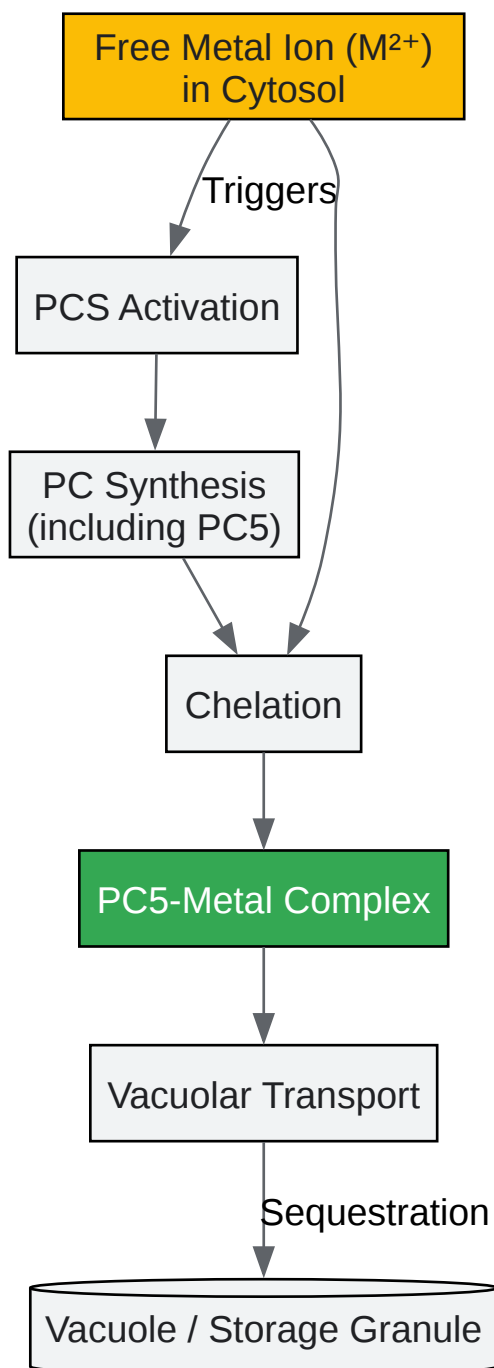 Free Metal Ion (M²⁺)
in Cytosol
Triggers
PCS Activation
PC Synthesis
(including PC5)
Chelation
PC5-Metal Complex
Vacuolar Transport
Sequestration
Vacuole / Storage Granule